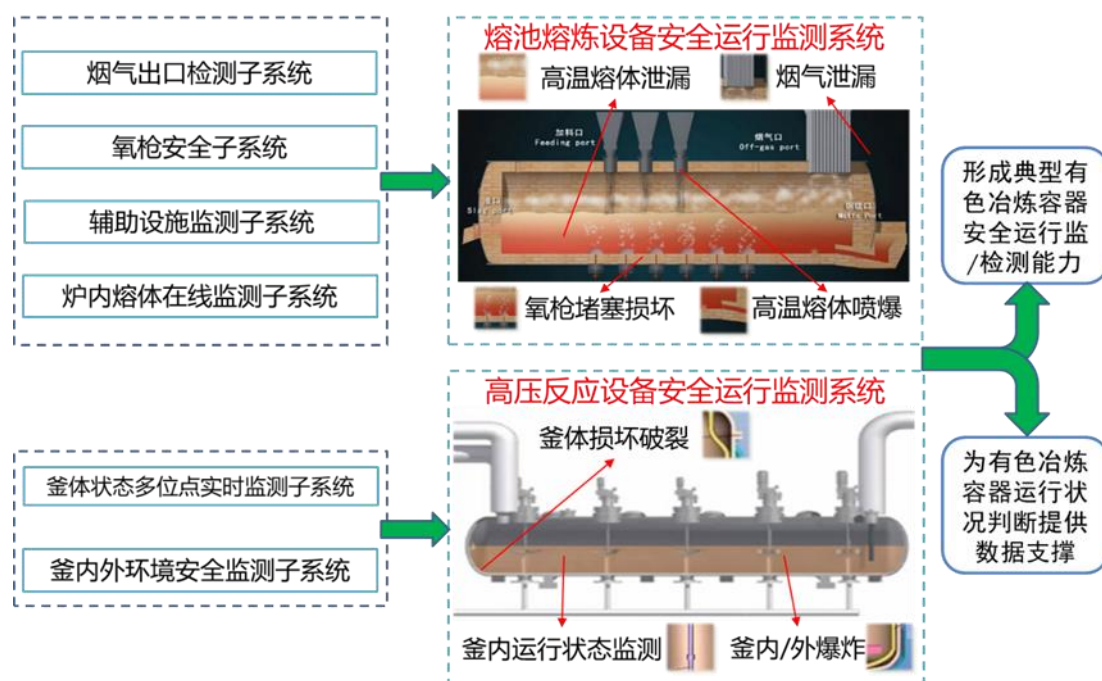 烟气出口检测子系统
氧枪安全子系统
辅助设施监测子系统
炉内熔体在线监测子系统
熔池熔炼设备安全运行监测系统
高温熔体泄漏
烟气泄漏
加料口
Feeding port
烟气口
Off-gas port
Slag port
Matte Port
氧枪堵塞损坏
高温熔体喷爆
釜体状态多位点实时监测子系统
釜内外环境安全监测子系统
高压反应设备安全运行监测系统
釜体损坏破裂
釜内运行状态监测
釜内/外爆炸
形成典型有
色冶炼容器
安全运行监
/检测能力
为有色冶炼
容器运行状
况判断提供
数据支撑